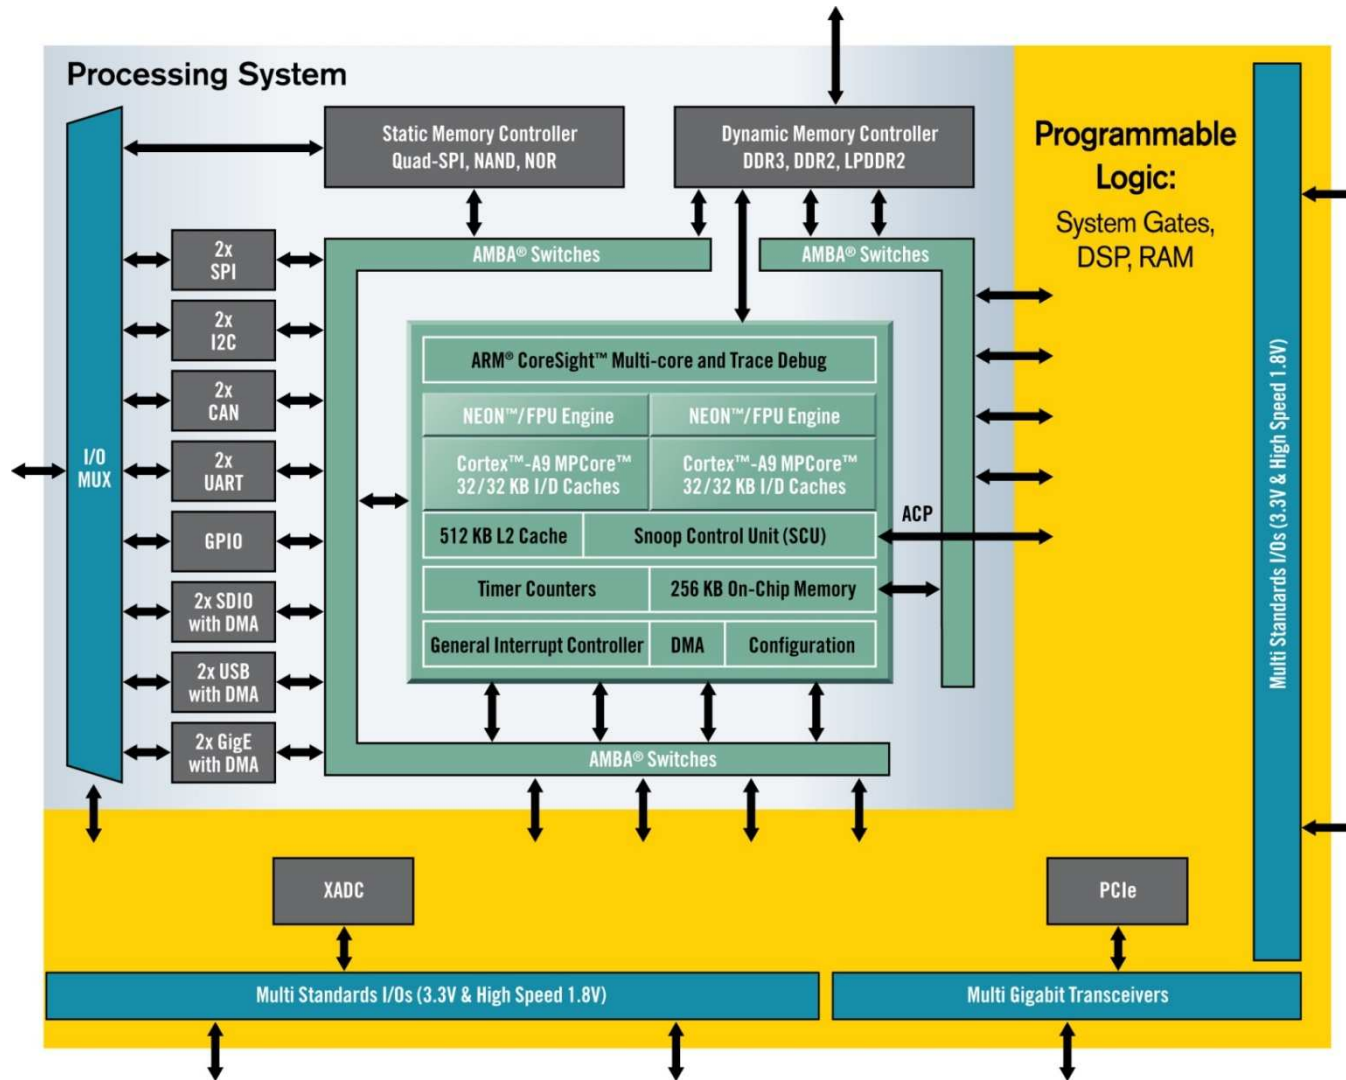 Processing System
Static Memory Controller
Quad-SPI, NAND, NOR
Dynamic Memory Controller
DDR3, DDR2, LPDDR2
Programmable
Logic:
System Gates,
DSP, RAM
AMBA® Switches
AMBA® Switches
I/O
MUX
2x
SPI
2x
I2C
2x
CAN
2x
UART
GPIO
2x SDIO
with DMA
2x USB
with DMA
2x GigE
with DMA
ARM® CoreSight™ Multi-core and Trace Debug
NEON™/FPU Engine
NEON™/FPU Engine
Cortex™-A9 MPCore™
32/32 KB I/D Caches
Cortex™-A9 MPCore™
32/32 KB I/D Caches
512 KB L2 Cache
Snoop Control Unit (SCU)
ACP
Timer Counters
256 KB On-Chip Memory
General Interrupt Controller
DMA
Configuration
AMBA® Switches
Multi Standards I/Os (3.3V & High Speed 1.8V)
XADC
PCIe
Multi Standards I/Os (3.3V & High Speed 1.8V)
Multi Gigabit Transceivers